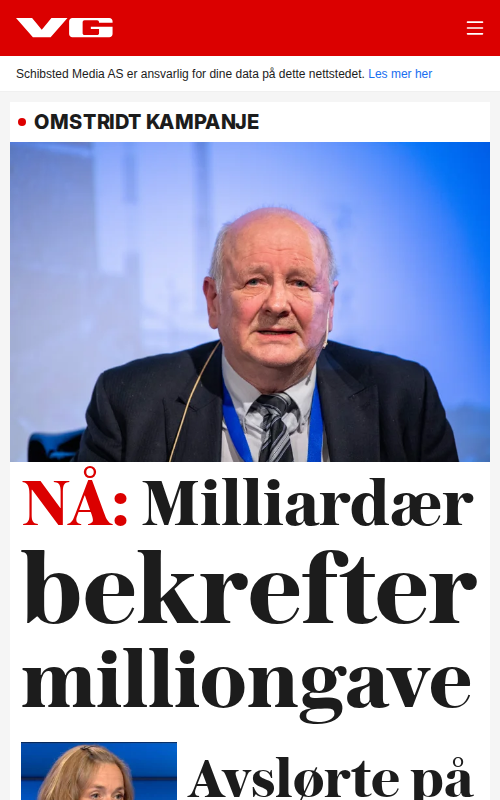 VG
Schibsted Media AS er ansvarlig for dine data på dette nettstedet. Les mer her
OMSTRIDT KAMPANJE
NÅ: Milliardær
bekrefter
milliongave
Avslørte på